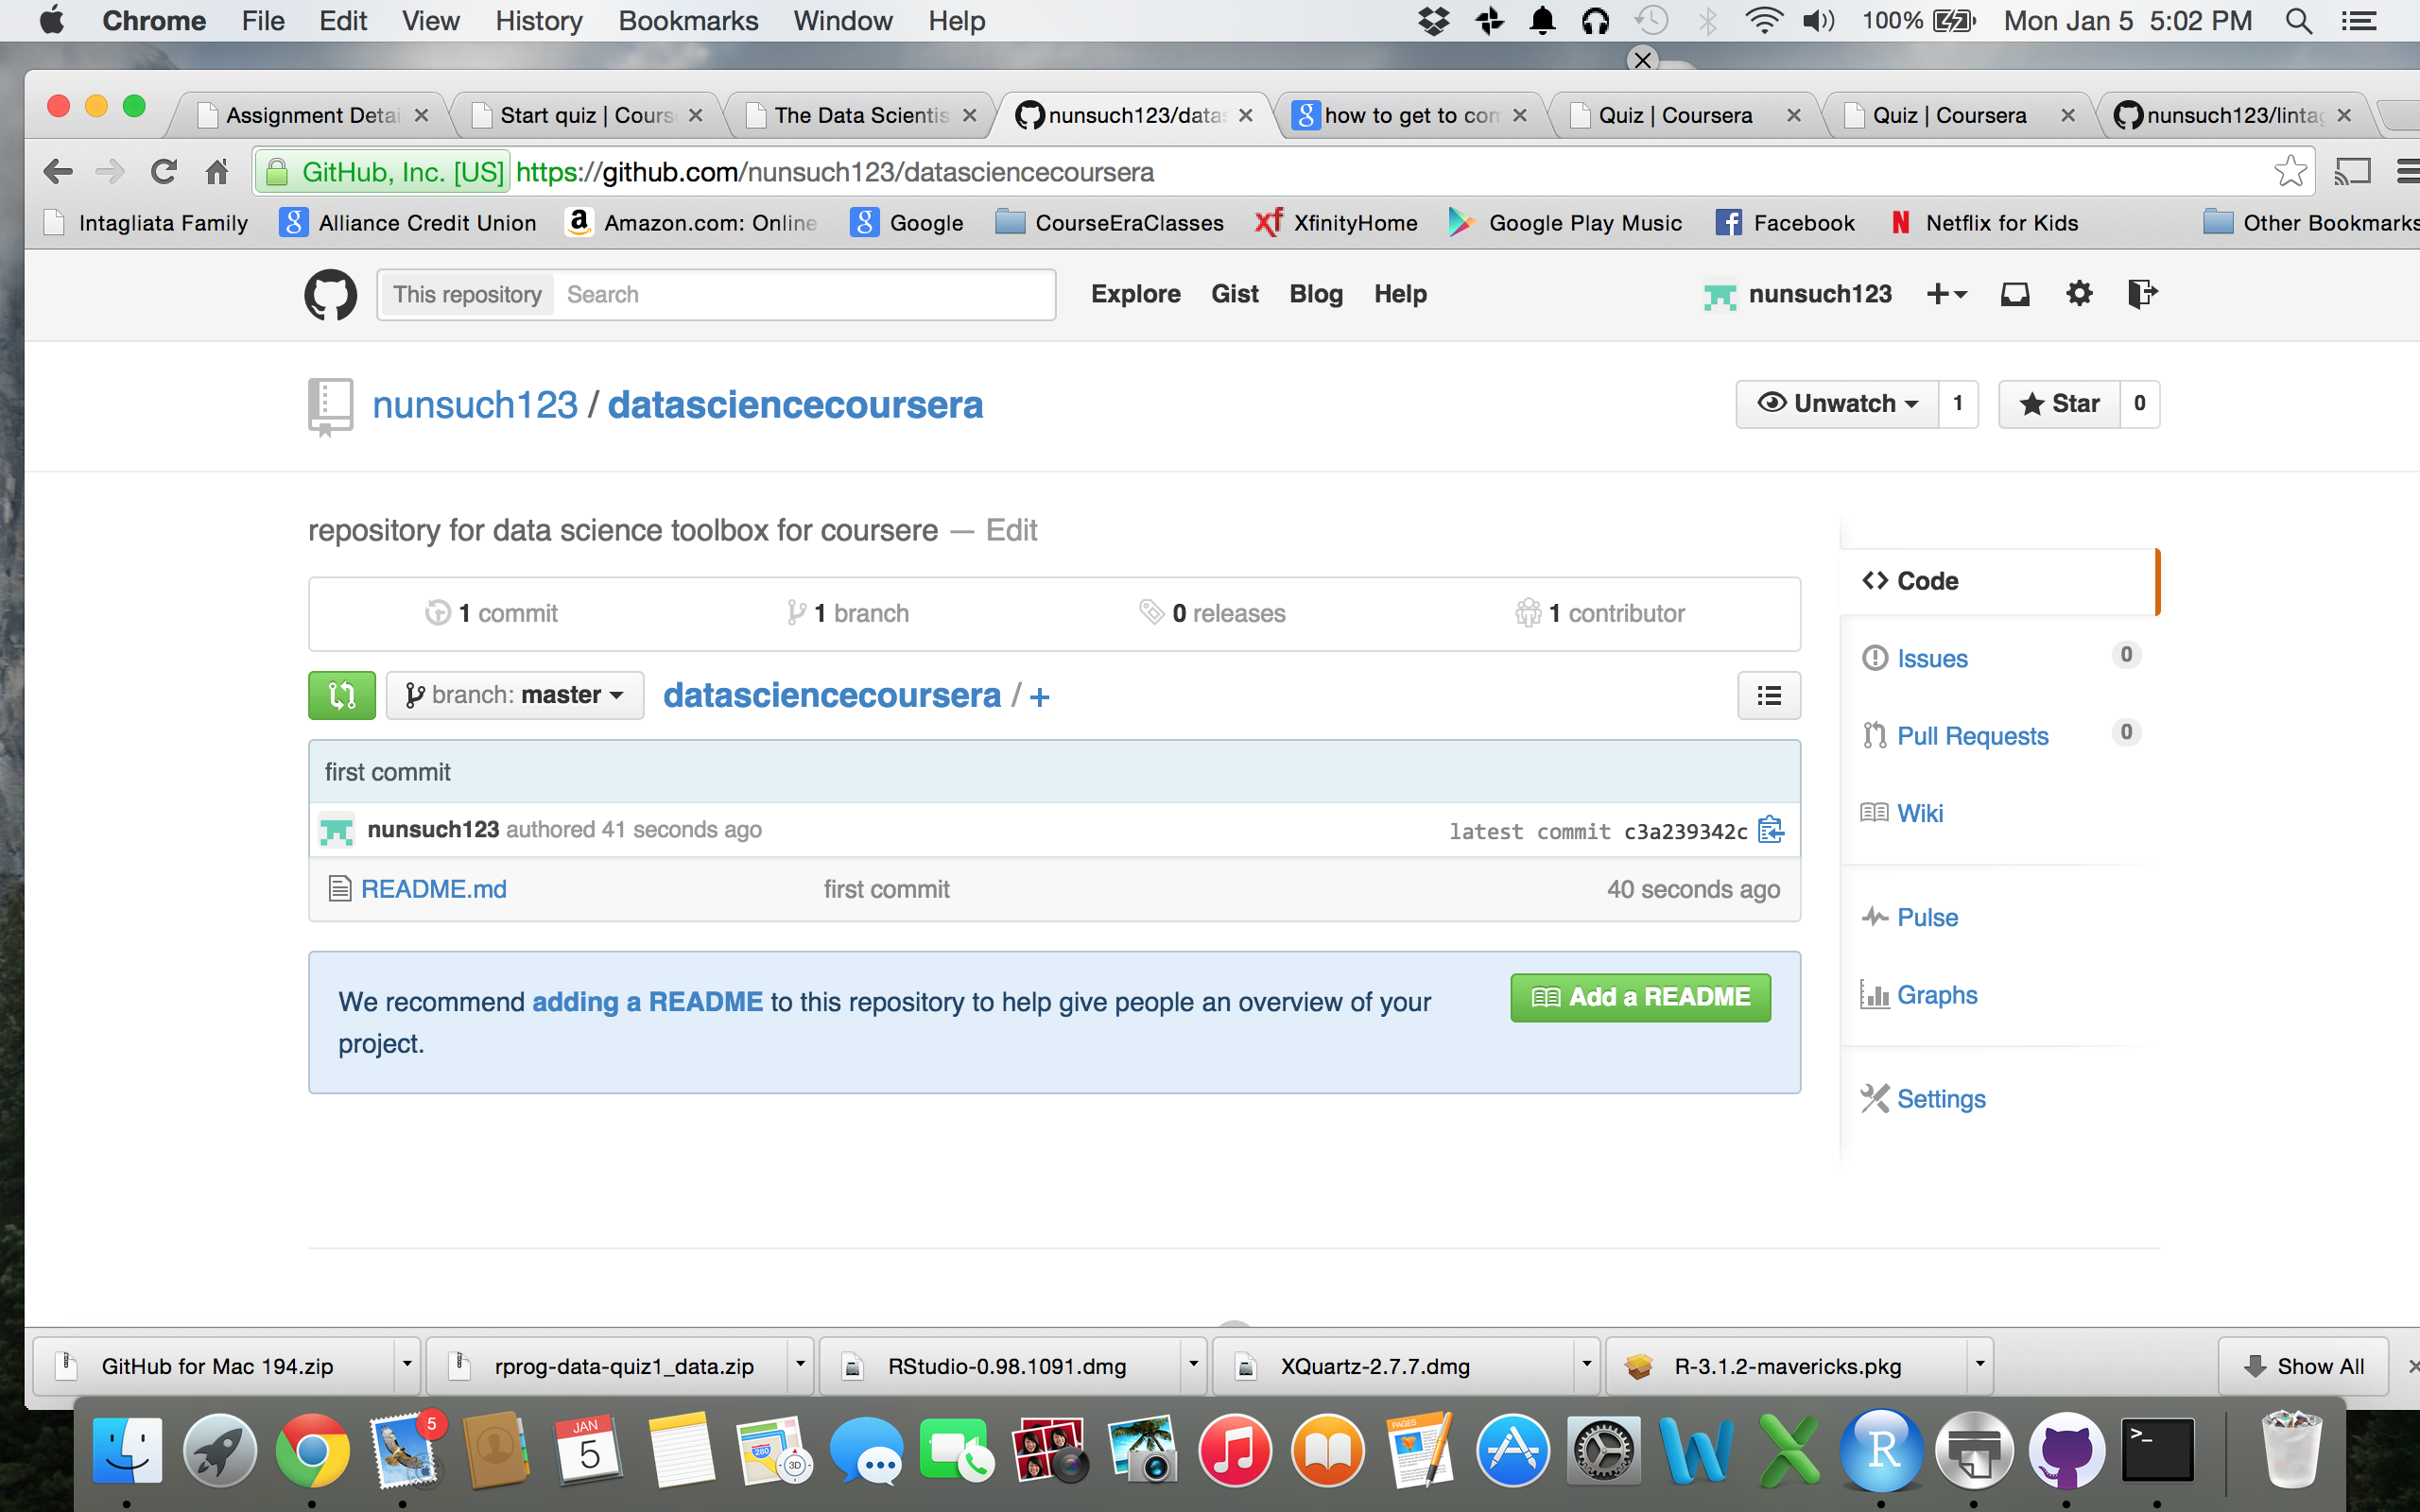 Chrome File Edit View History Bookmarks Window Help 100% Mon Jan 5 5:02 PM
Assignment Detai Start quiz | Cours The Data Scientis nunsuch123/datas how to get to com Quiz | Coursera Quiz | Coursera nunsuch123/lintag
GitHub, Inc. [US] https://github.com/nunsuch123/datasciencecoursera
Intagliata Family Alliance Credit Union Amazon.com: Online Google CourseEraClasses XfinityHome Google Play Music Facebook Netflix for Kids Other Bookmarks
This repository Search Explore Gist Blog Help nunsuch123
nunsuch123 / datasciencecoursera Unwatch 1 Star 0
repository for data science toolbox for coursere — Edit
1 commit 1 branch 0 releases 1 contributor
Code
Issues 0
Pull Requests 0
Wiki
Pulse
Graphs
Settings
branch: master datasciencecoursera / +
first commit
nunsuch123 authored 41 seconds ago latest commit c3a239342c
README.md first commit 40 seconds ago
We recommend adding a README to this repository to help give people an overview of your
project.
Add a README
GitHub for Mac 194.zip rprog-data-quiz1_data.zip RStudio-0.98.1091.dmg XQuartz-2.7.7.dmg R-3.1.2-mavericks.pkg Show All
5
JAN
5
280
3D
PAGES
W
X
R
>_